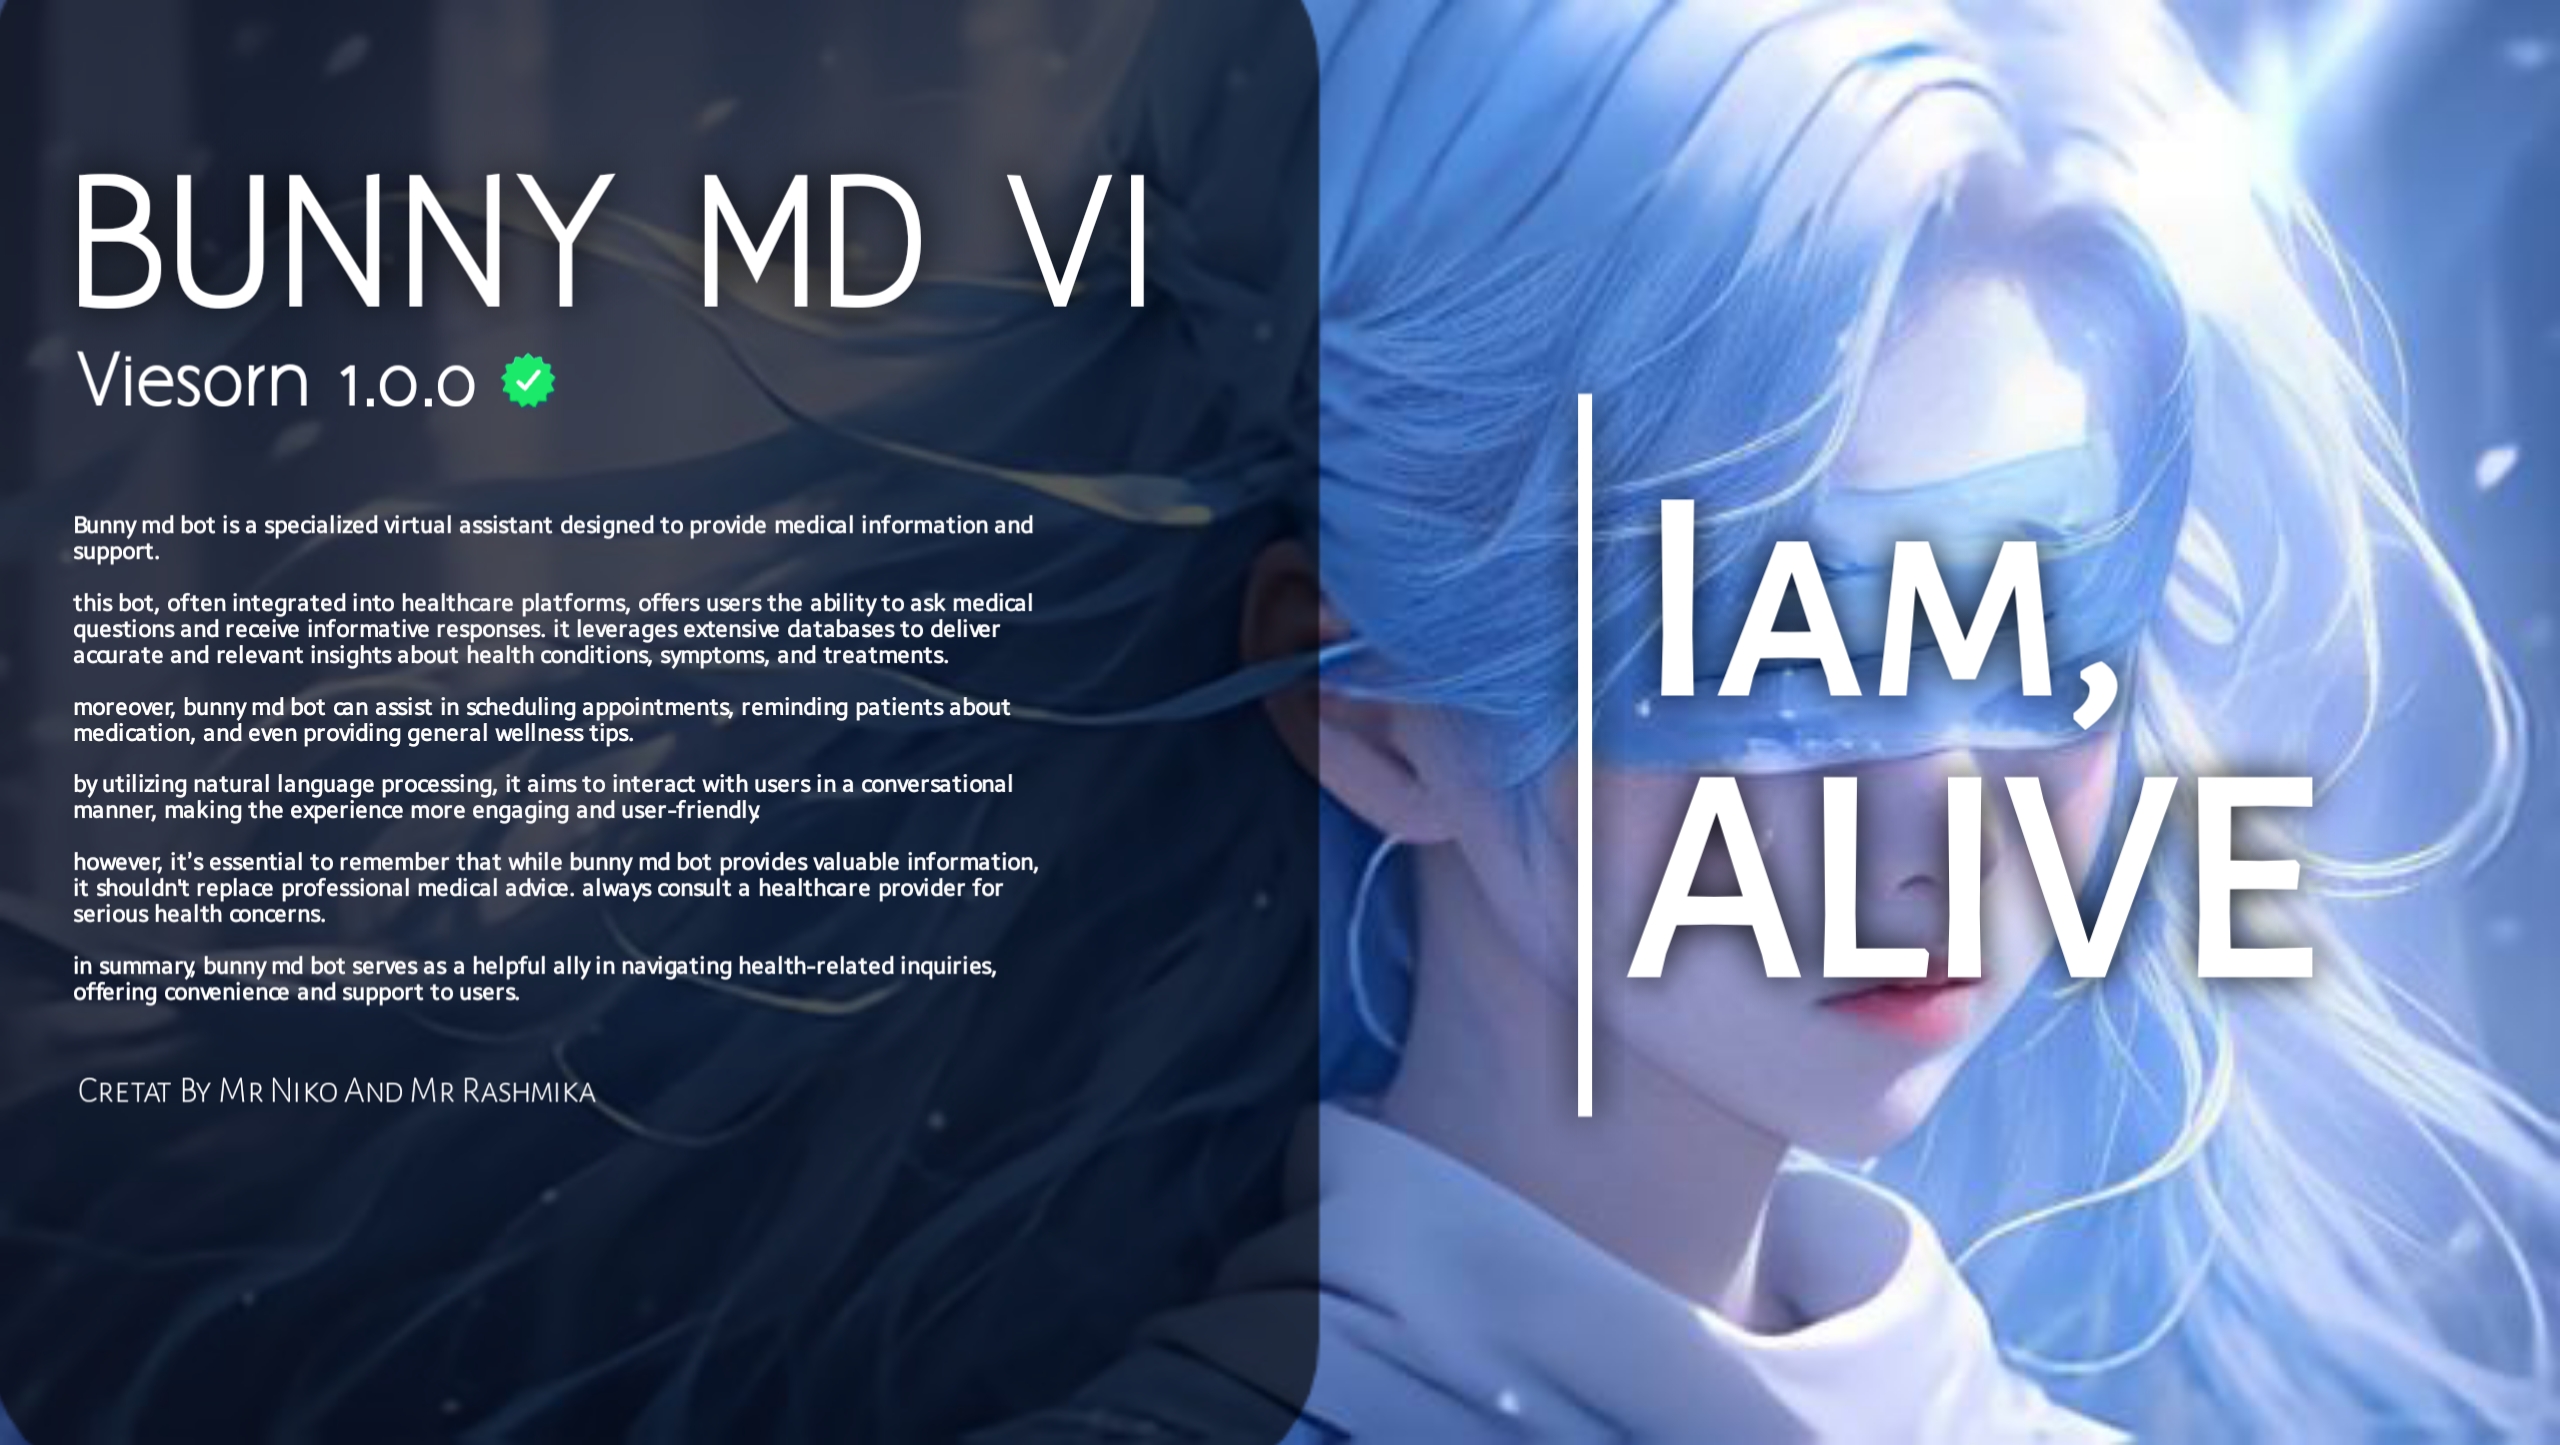 BUNNY MD VI
Viesorn 1.0.0
Bunny md bot is a specialized virtual assistant designed to provide medical information and
support.
this bot, often integrated into healthcare platforms, offers users the ability to ask medical
questions and receive informative responses. it leverages extensive databases to deliver
accurate and relevant insights about health conditions, symptoms, and treatments.
moreover, bunny md bot can assist in scheduling appointments, reminding patients about
medication, and even providing general wellness tips.
by utilizing natural language processing, it aims to interact with users in a conversational
manner, making the experience more engaging and user-friendly.
however, it's essential to remember that while bunny md bot provides valuable information,
it shouldn't replace professional medical advice. always consult a healthcare provider for
serious health concerns.
in summary, bunny md bot serves as a helpful ally in navigating health-related inquiries,
offering convenience and support to users.
CRETAT BY MR NIKO AND MR RASHMIKA
IAM,
ALIVE